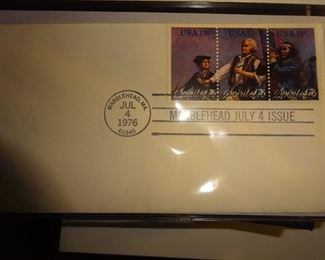 USA 13c USA 13c USA 13c
Spirit of 76 Spirit of 76 Spirit of 76
MARBLEHEAD, MA.
JUL
4
1976
01945
MARBLEHEAD JULY 4 ISSUE